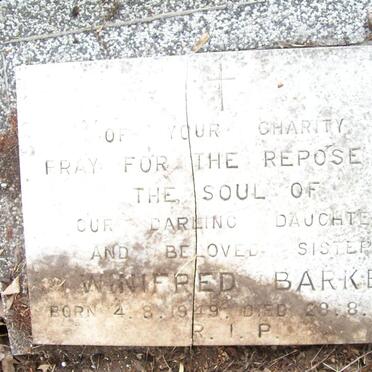 OF YOUR CHARITY
PRAY FOR THE REPOSE
THE SOUL OF
OUR DARLING DAUGHTE
AND BELOVED SISTER
WINIFRED BARKE
BORN 4.8.1949 DIED 28.8.
R.I.P.